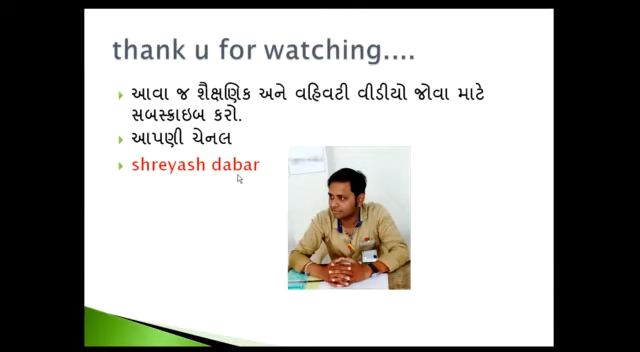 thank u for watching....
આવા જ શૈક્ષણિક અને વહિવટી વીડીયો જોવા માટે
સબસ્ક્રાઇબ કરો.
આપણી ચેનલ
shreyash dabar